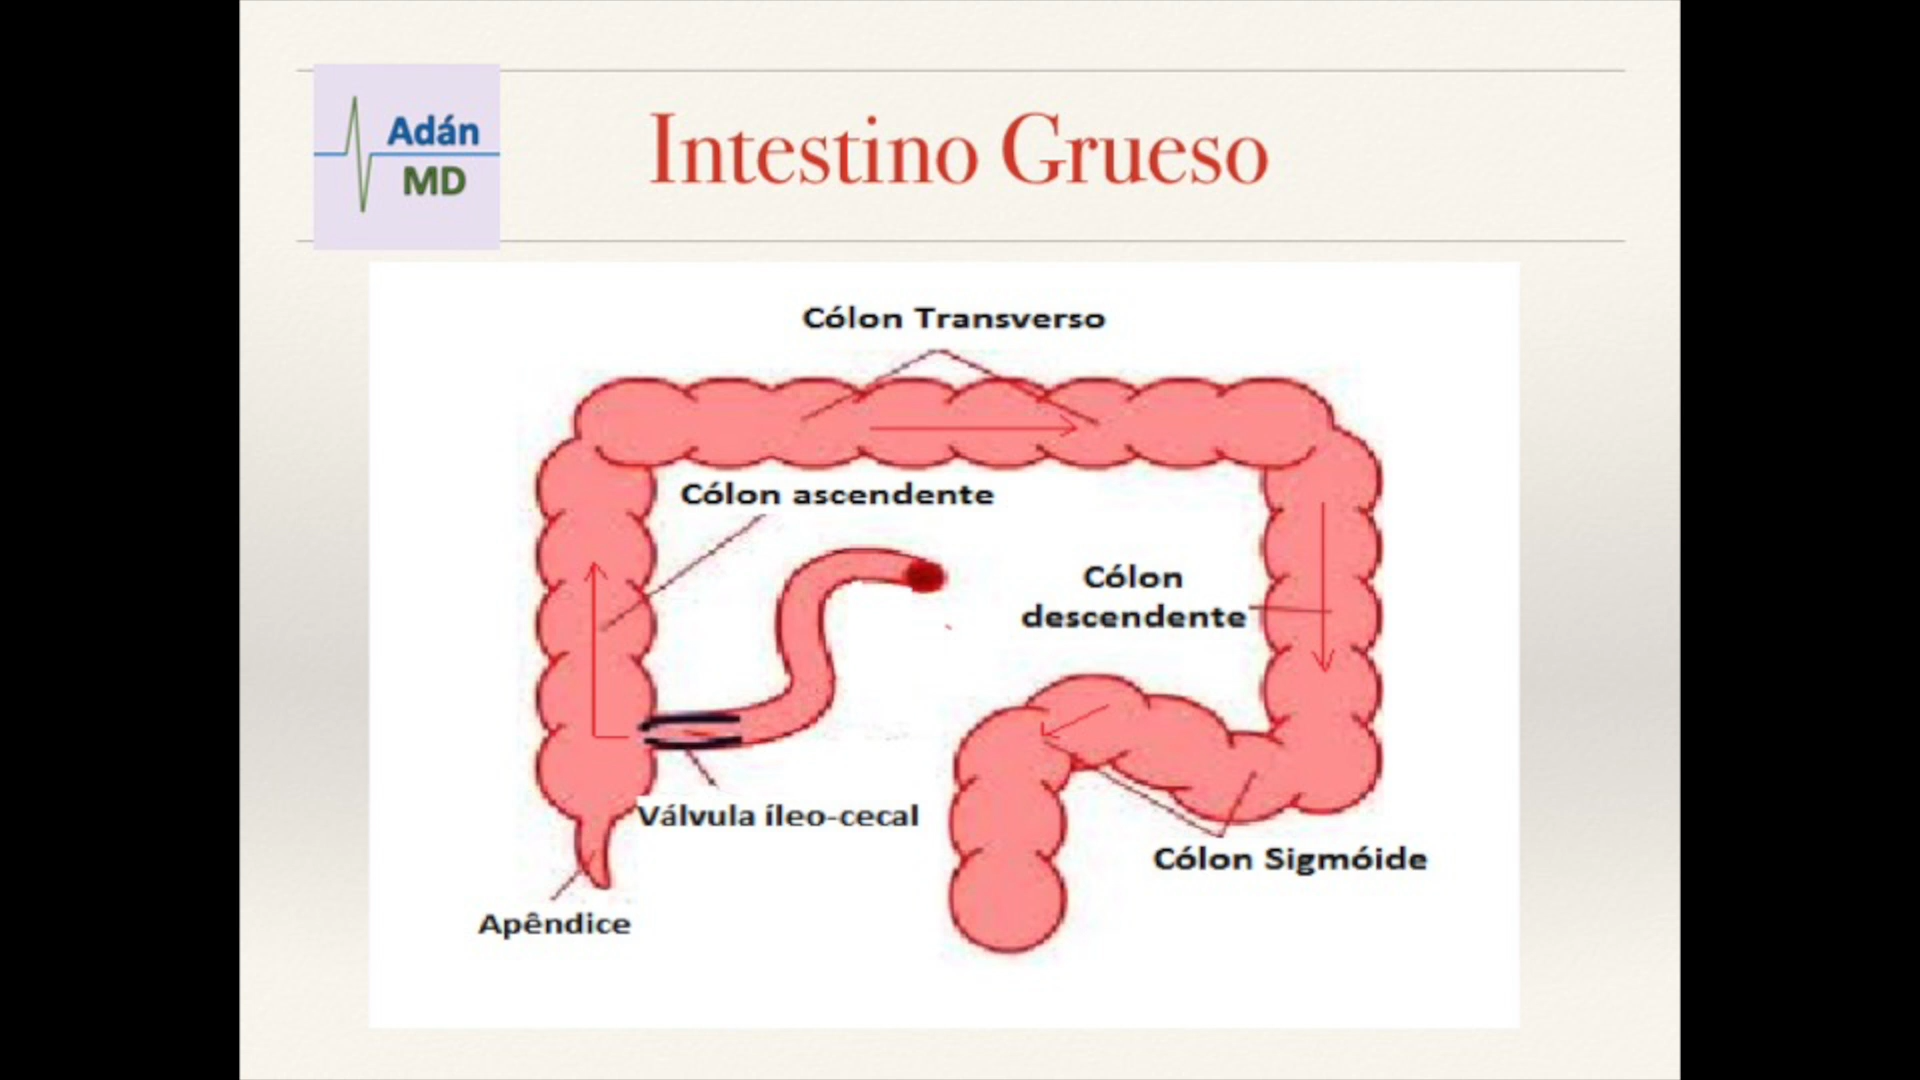 Adán
MD
Intestino Grueso
Cólon Transverso
Cólon ascendente
Cólon
descendente
Válvula íleo-cecal
Cólon Sigmóide
Apêndice